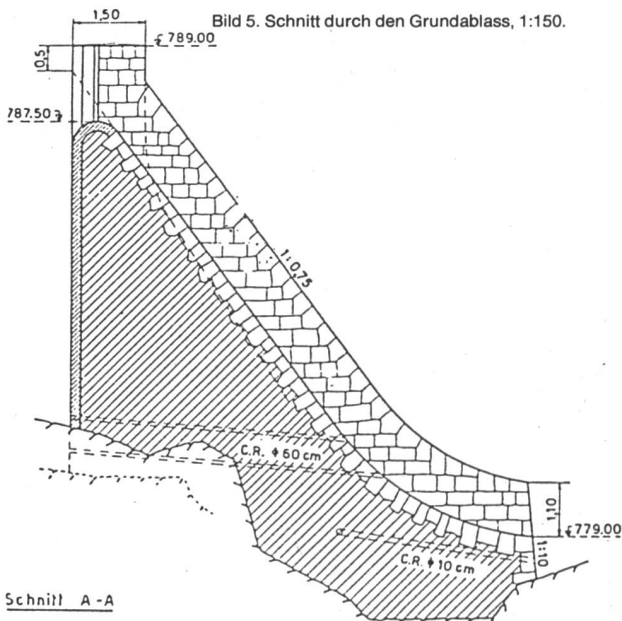 Bild 5. Schnitt durch den Grundablass, 1:150.
1,50
789.00
0,5
787.50
1:0,75
C.R. ϕ 60 cm
1,10
779.00
C.R. ϕ 10 cm
1:10
Schnitt A-A